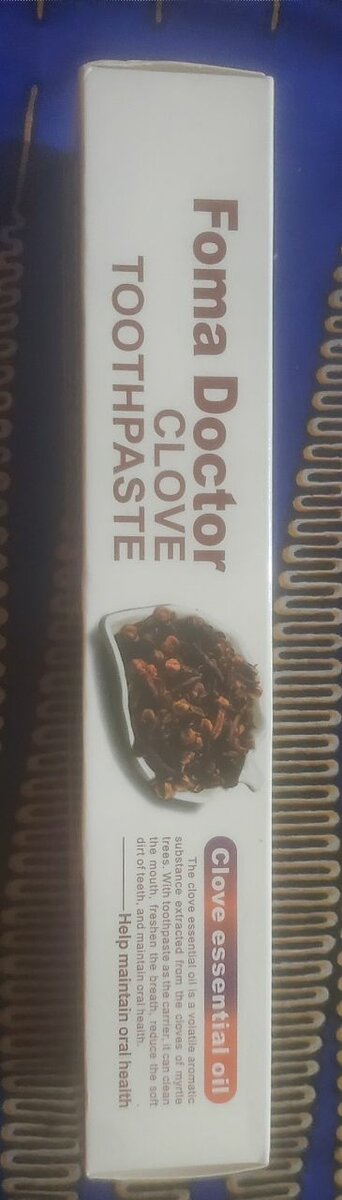 Foma Doctor
CLOVE
TOOTHPASTE
Clove essential oil
The clove essential oil is a volatile aromatic
substance extracted from the cloves of myrtle
trees. With toothpaste as the carrier, it can clean
the mouth, freshen the breath, reduce the soft
dirt of teeth, and maintain oral health.
Help maintain oral health